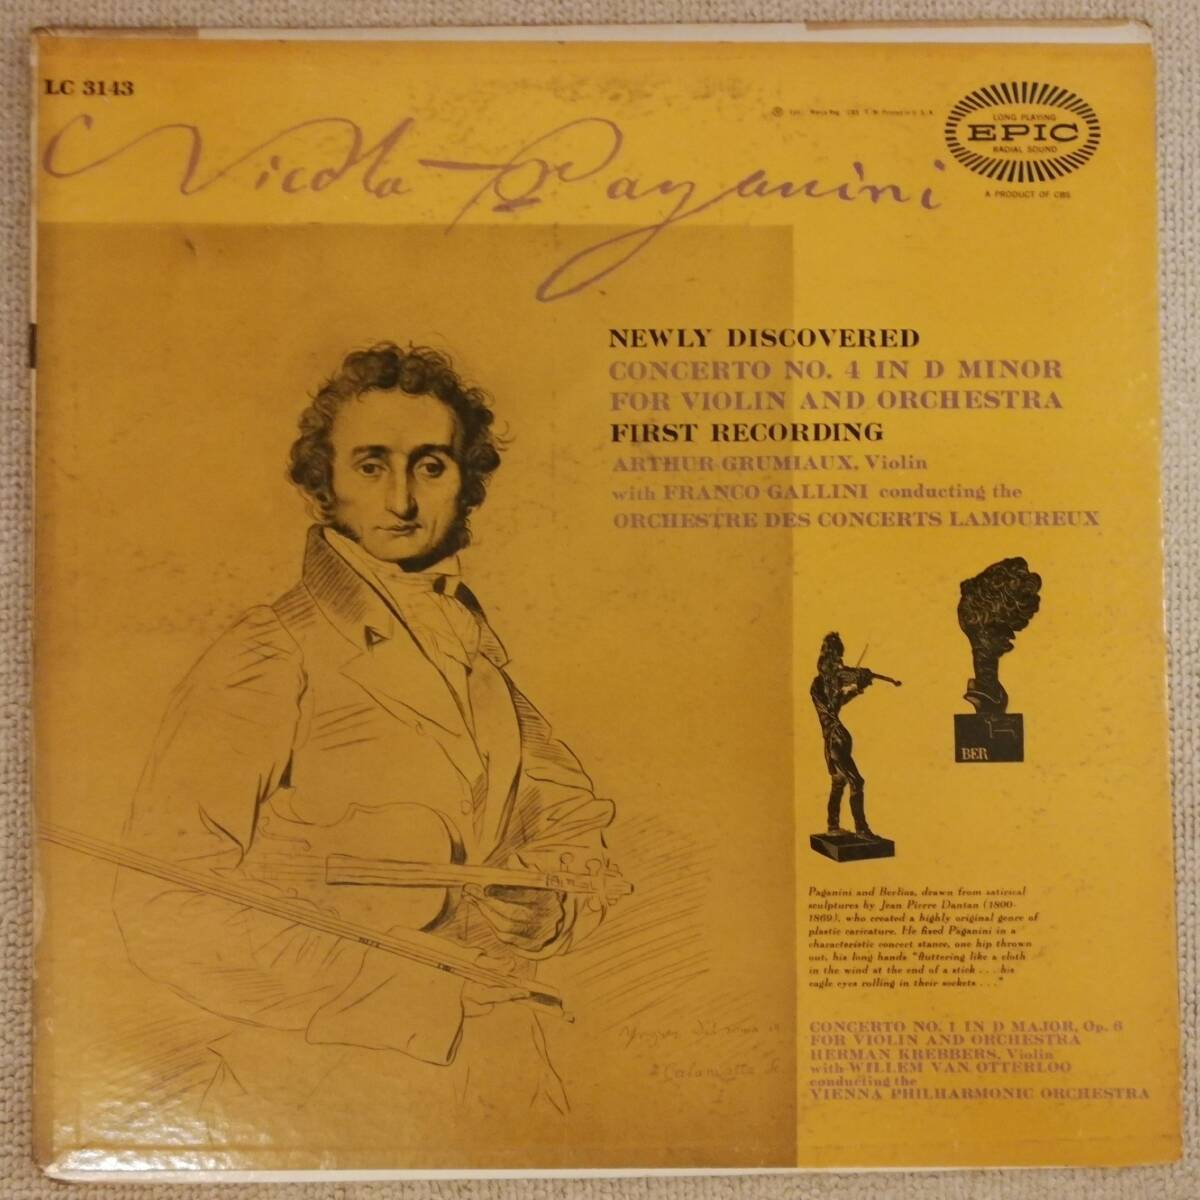 LC 3143
Nicolo Paganini
LONG PLAYING
EPIC
RADIAL SOUND
A PRODUCT OF CBS
NEWLY DISCOVERED
CONCERTO NO. 4 IN D MINOR
FOR VIOLIN AND ORCHESTRA
FIRST RECORDING
ARTHUR GRUMIAUX, Violin
with FRANCO GALLINI conducting the
ORCHESTRE DES CONCERTS LAMOUREUX
BER
Paganini and Berlioz, drawn from satirical
sculptures by Jean Pierre Dantan (1800-
1869), who created a highly original genre of
plastic caricature. He fixed Paganini in a
characteristic concert stance, one hip thrown
out, his long hands "fluttering like a cloth
in the wind at the end of a stick . . . his
eagle eyes rolling in their sockets . . . ."
CONCERTO NO. 1 IN D MAJOR, Op. 6
FOR VIOLIN AND ORCHESTRA
HERMAN KREBBERS, Violin
with WILLEM VAN OTTERLOO
conducting the
VIENNA PHILHARMONIC ORCHESTRA